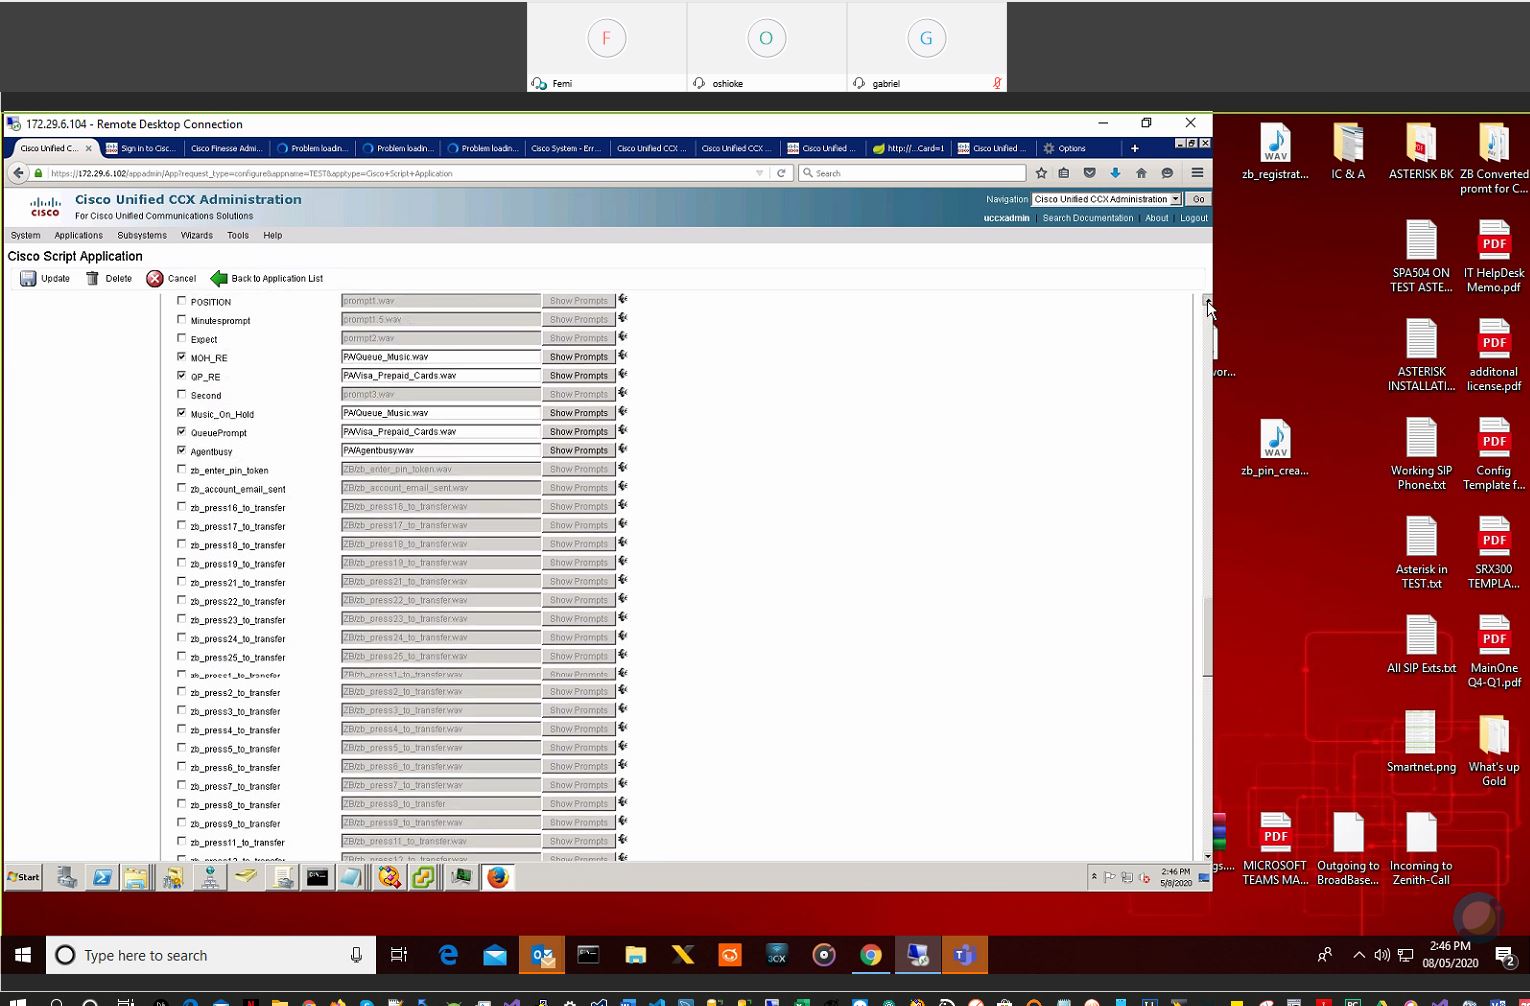 F
O
G
Femi
oshioke
gabriel
172.29.6.104 - Remote Desktop Connection
Cisco Unified C...
Sign in to Cisc...
Cisco Finesse Admi...
Problem loadin...
Problem loadin...
Problem loadin...
Cisco System - Err...
Cisco Unified CCX ...
Cisco Unified CCX ...
Cisco Unified ...
http://...Card=1
Cisco Unified ...
Options
https://172.29.6.102/appadmin/App?request_type=configure&appname=TEST&apptype=Cisco+Script+Application
Search
cisco
Cisco Unified CCX Administration
For Cisco Unified Communications Solutions
Navigation Cisco Unified CCX Administration Go
uccxadmin | Search Documentation | About | Logout
System Applications Subsystems Wizards Tools Help
Cisco Script Application
Update Delete Cancel Back to Application List
POSITION prompt1.wav Show Prompts
Minutesprompt prompt1.5.wav Show Prompts
Expect pormpt2.wav Show Prompts
MOH_RE PA/Queue_Music.wav Show Prompts
QP_RE PA/Visa_Prepaid_Cards.wav Show Prompts
Second prompt3.wav Show Prompts
Music_On_Hold PA/Queue_Music.wav Show Prompts
QueuePrompt PA/Visa_Prepaid_Cards.wav Show Prompts
Agentbusy PA/Agentbusy.wav Show Prompts
zb_enter_pin_token ZB/zb_enter_pin_token.wav Show Prompts
zb_account_email_sent ZB/zb_account_email_sent.wav Show Prompts
zb_press16_to_transfer ZB/zb_press16_to_transfer.wav Show Prompts
zb_press17_to_transfer ZB/zb_press17_to_transfer.wav Show Prompts
zb_press18_to_transfer ZB/zb_press18_to_transfer.wav Show Prompts
zb_press19_to_transfer ZB/zb_press19_to_transfer.wav Show Prompts
zb_press21_to_transfer ZB/zb_press21_to_transfer.wav Show Prompts
zb_press22_to_transfer ZB/zb_press22_to_transfer.wav Show Prompts
zb_press23_to_transfer ZB/zb_press23_to_transfer.wav Show Prompts
zb_press24_to_transfer ZB/zb_press24_to_transfer.wav Show Prompts
zb_press25_to_transfer ZB/zb_press25_to_transfer.wav Show Prompts
zb_press1_to_transfer ZB/zb_press1_to_transfer.wav Show Prompts
zb_press2_to_transfer ZB/zb_press2_to_transfer.wav Show Prompts
zb_press3_to_transfer ZB/zb_press3_to_transfer.wav Show Prompts
zb_press4_to_transfer ZB/zb_press4_to_transfer.wav Show Prompts
zb_press5_to_transfer ZB/zb_press5_to_transfer.wav Show Prompts
zb_press6_to_transfer ZB/zb_press6_to_transfer.wav Show Prompts
zb_press7_to_transfer ZB/zb_press7_to_transfer.wav Show Prompts
zb_press8_to_transfer ZB/zb_press8_to_transfer Show Prompts
zb_press9_to_transfer ZB/zb_press9_to_transfer.wav Show Prompts
zb_press11_to_transfer ZB/zb_press11_to_transfer.wav Show Prompts
Start
2:46 PM
5/8/2020
WAV
zb_registrat...
IC & A
ASTERISK BK
ZB Converted
promt for C...
SPA504 ON
TEST ASTE...
PDF
IT HelpDesk
Memo.pdf
wor...
ASTERISK
INSTALLATI...
PDF
additonal
license.pdf
WAV
zb_pin_crea...
Working SIP
Phone.txt
PDF
Config
Template f...
Asterisk in
TEST.txt
PDF
SRX300
TEMPLA...
All SIP Exts.txt
PDF
MainOne
Q4-Q1.pdf
Smartnet.png
What's up
Gold
gs....
PDF
MICROSOFT
TEAMS MA...
Outgoing to
BroadBase...
Incoming to
Zenith-Call
Type here to search
3CX
2:46 PM
08/05/2020
2